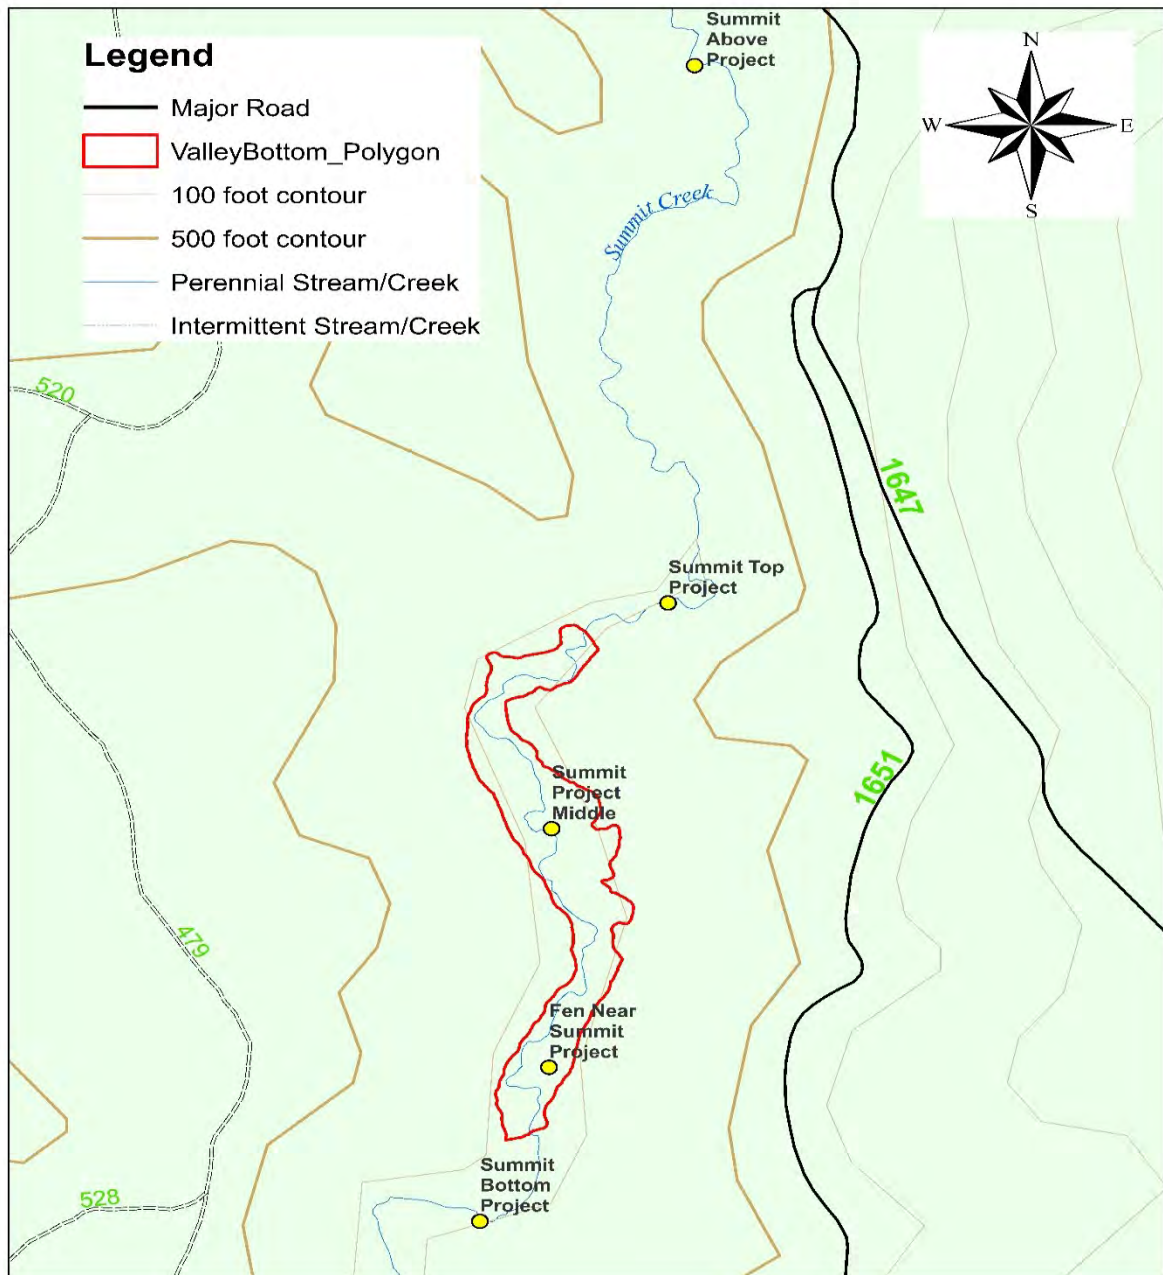 Summit
Above
Project
Legend
Major Road
ValleyBottom_Polygon
100 foot contour
500 foot contour
Perennial Stream/Creek
Intermittent Stream/Creek
N
W
E
S
Summit Creek
520
1647
Summit Top
Project
1651
Summit
Project
Middle
479
Fen Near
Summit
Project
Summit
Bottom
Project
528